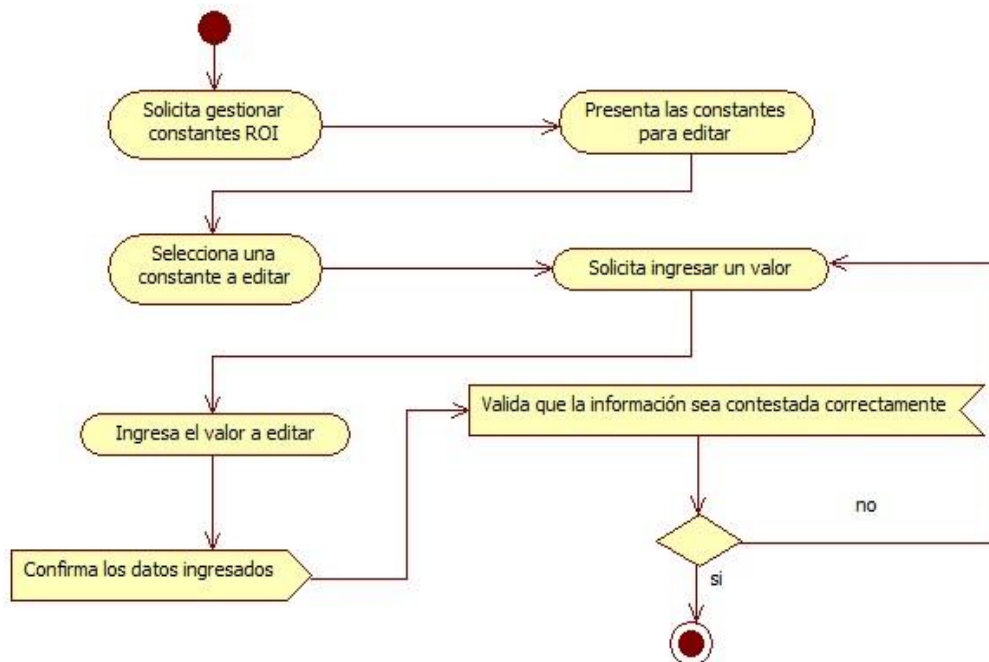 Solicita gestionar
constantes ROI
Presenta las constantes
para editar
Selecciona una
constante a editar
Solicita ingresar un valor
Ingresa el valor a editar
Valida que la información sea contestada correctamente
Confirma los datos ingresados
no
si